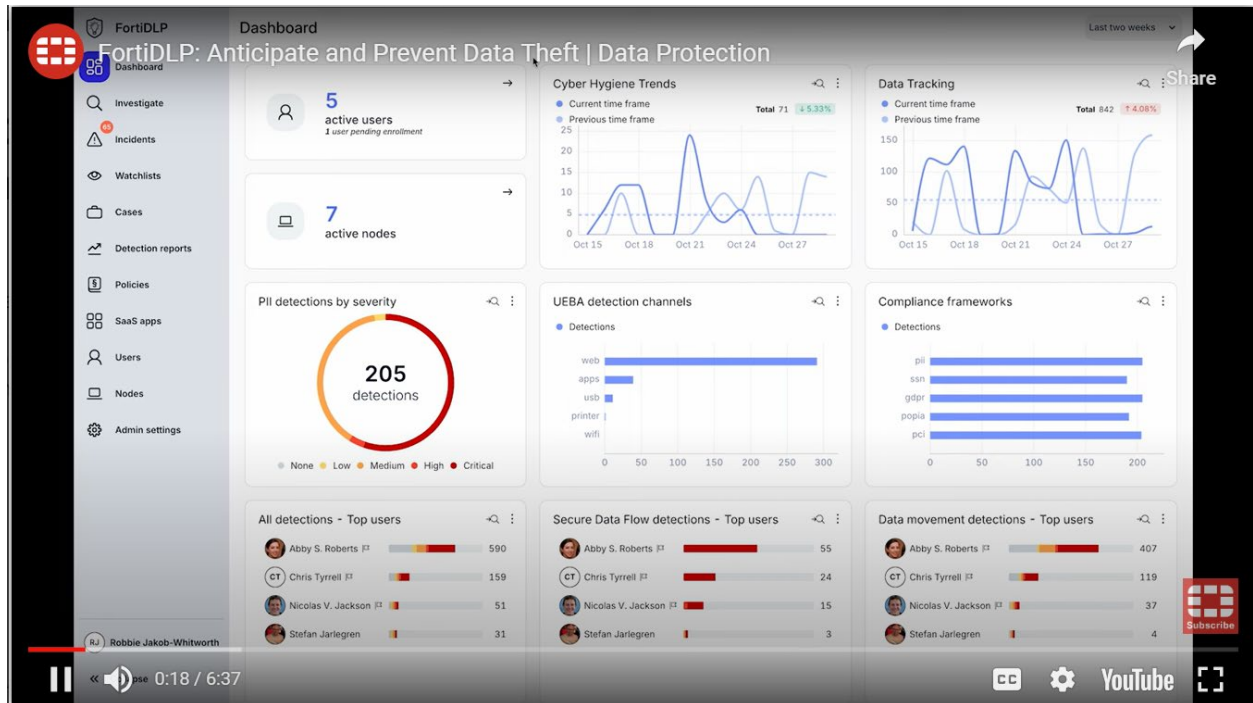 FortiDLP
Dashboard
Last two weeks
FortiDLP: Anticipate and Prevent Data Theft | Data Protection
Share
Dashboard
Investigate
65
Incidents
Watchlists
Cases
Detection reports
Policies
SaaS apps
Users
Nodes
Admin settings
5
active users
1 user pending enrollment
7
active nodes
Cyber Hygiene Trends
Current time frame
Previous time frame
Total 71 ↓ 5.33%
25
20
15
10
5
0
Oct 15 Oct 18 Oct 21 Oct 24 Oct 27
Data Tracking
Current time frame
Previous time frame
Total 842 ↑ 4.08%
150
100
50
0
Oct 15 Oct 18 Oct 21 Oct 24 Oct 27
PII detections by severity
205
detections
None Low Medium High Critical
UEBA detection channels
Detections
web
apps
usb
printer
wifi
0 50 100 150 200 250 300
Compliance frameworks
Detections
pii
ssn
gdpr
popia
pci
0 50 100 150 200
All detections - Top users
Abby S. Roberts 590
CT Chris Tyrrell 159
Nicolas V. Jackson 51
Stefan Jarlegren 31
Secure Data Flow detections - Top users
Abby S. Roberts 55
CT Chris Tyrrell 24
Nicolas V. Jackson 15
Stefan Jarlegren 3
Data movement detections - Top users
Abby S. Roberts 407
CT Chris Tyrrell 119
Nicolas V. Jackson 37
Stefan Jarlegren 4
Subscribe
RJ Robbie Jakob-Whitworth
0:18 / 6:37
CC
YouTube